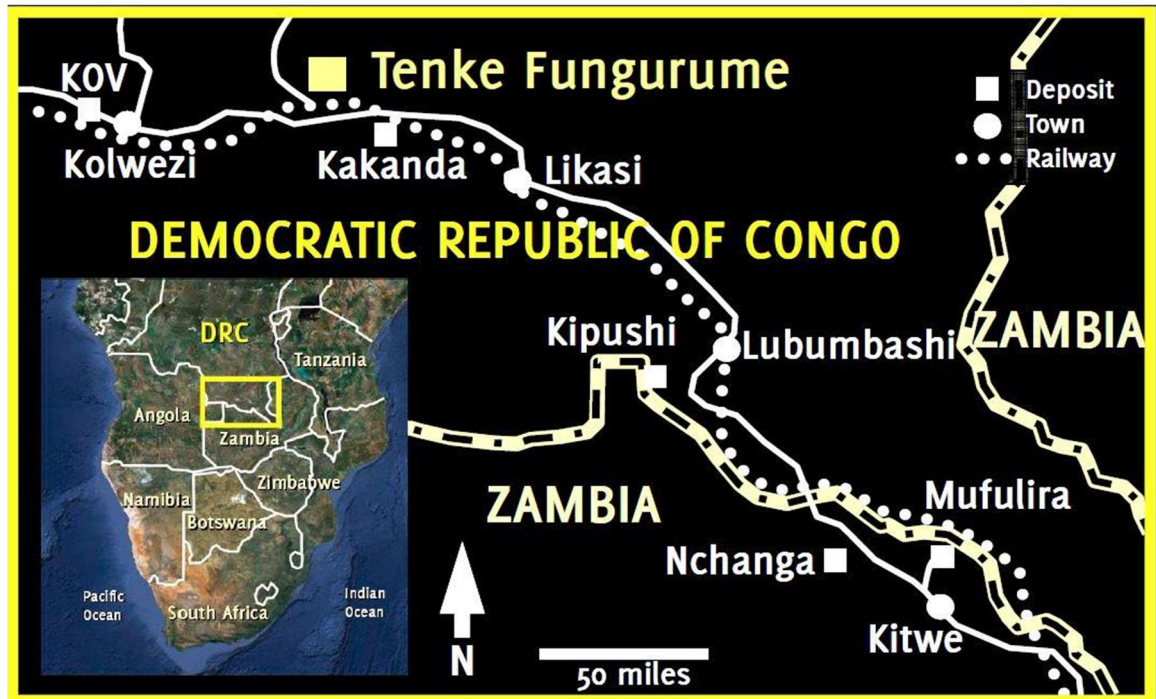 KOV
Tenke Fungurume
Deposit
Town
Railway
Kolwezi
Kakanda
Likasi
DEMOCRATIC REPUBLIC OF CONGO
DRC
Tanzania
Angola
Zambia
Zimbabwe
Namibia
Botswana
South Africa
Pacific
Ocean
Indian
Ocean
Kipushi
Lubumbashi
ZAMBIA
ZAMBIA
Mufulira
Nchanga
Kitwe
N
50 miles